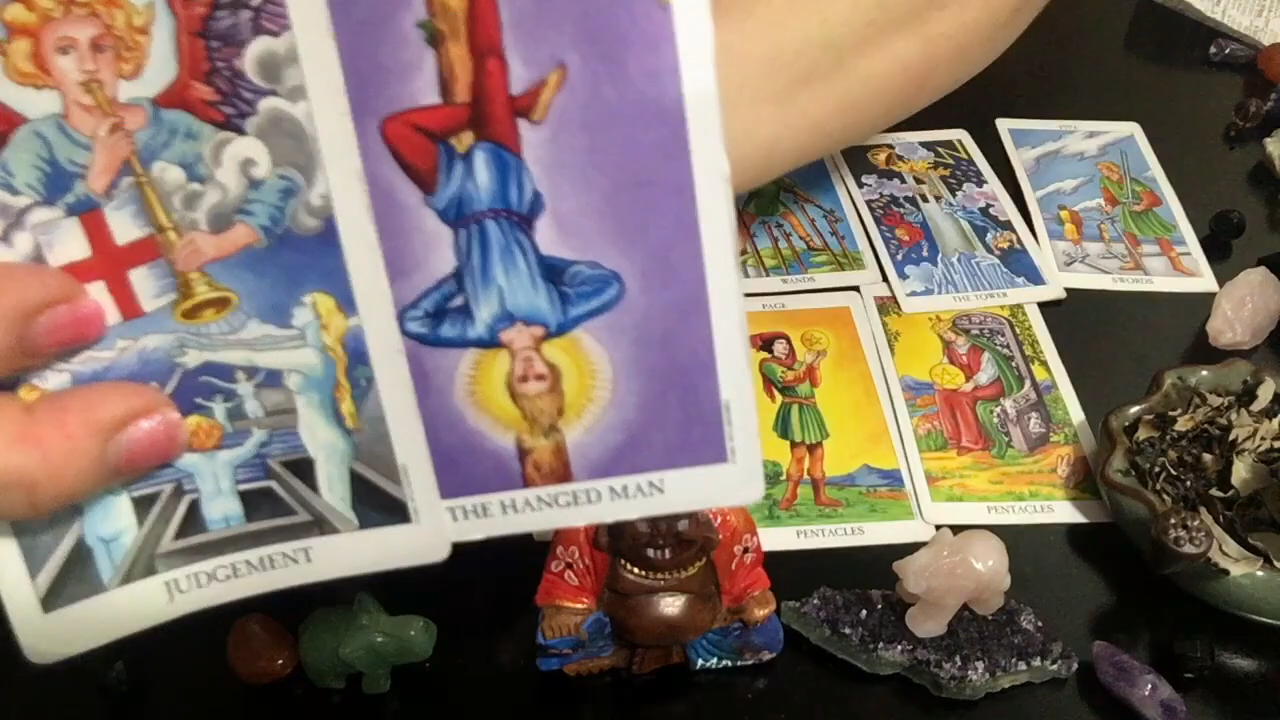 JUDGEMENT
THE HANGED MAN
WANDS
THE TOWER
SWORDS
PAGE
PENTACLES
PENTACLES